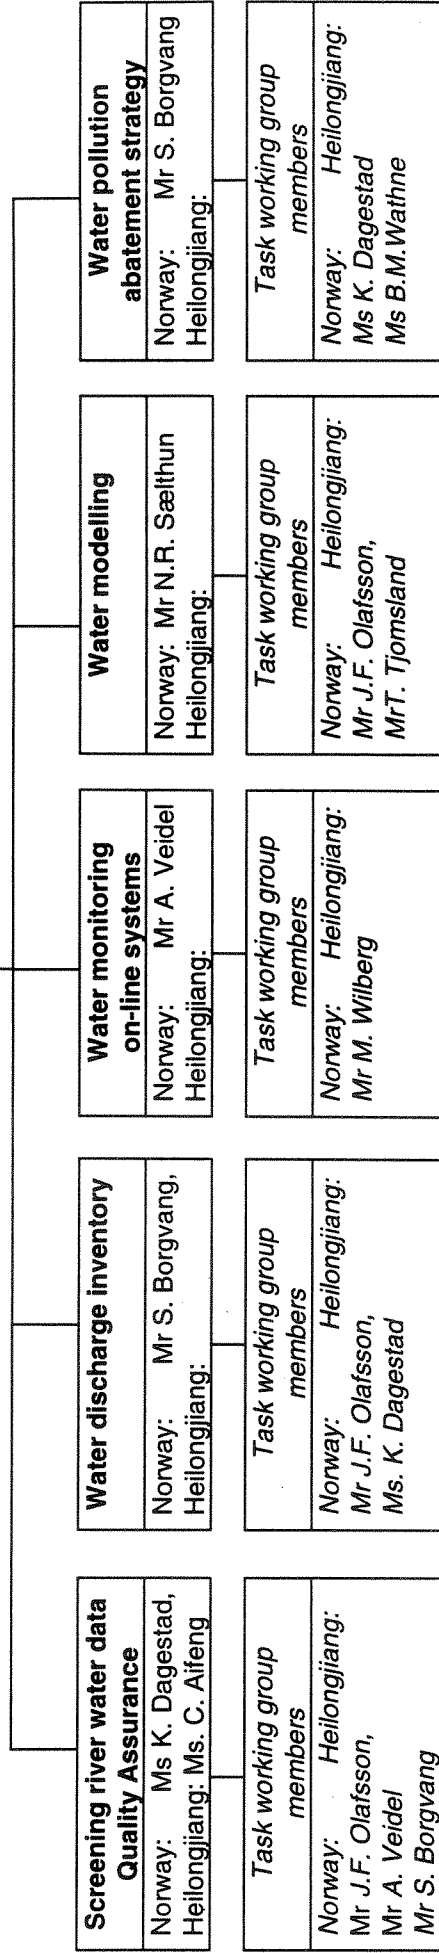 Screening river water data
Quality Assurance
Norway: Ms K. Dagestad,
Heilongjiang: Ms. C. Aifeng
Task working group
members
Norway: Heilongjiang:
Mr J.F. Olafsson,
Mr A. Veidel
Mr S. Borgvang
Water discharge inventory
Norway: Mr S. Borgvang,
Heilongjiang:
Task working group
members
Norway: Heilongjiang:
Mr J.F. Olafsson,
Ms. K. Dagestad
Water monitoring
on-line systems
Norway: Mr A. Veidel
Heilongjiang:
Task working group
members
Norway: Heilongjiang:
Mr M. Wilberg
Water modelling
Norway: Mr N.R. Sælthun
Heilongjiang:
Task working group
members
Norway: Heilongjiang:
Mr J.F. Olafsson,
MrT. Tjomsland
Water pollution
abatement strategy
Norway: Mr S. Borgvang
Heilongjiang:
Task working group
members
Norway: Heilongjiang:
Ms K. Dagestad
Ms B.M.Wathne